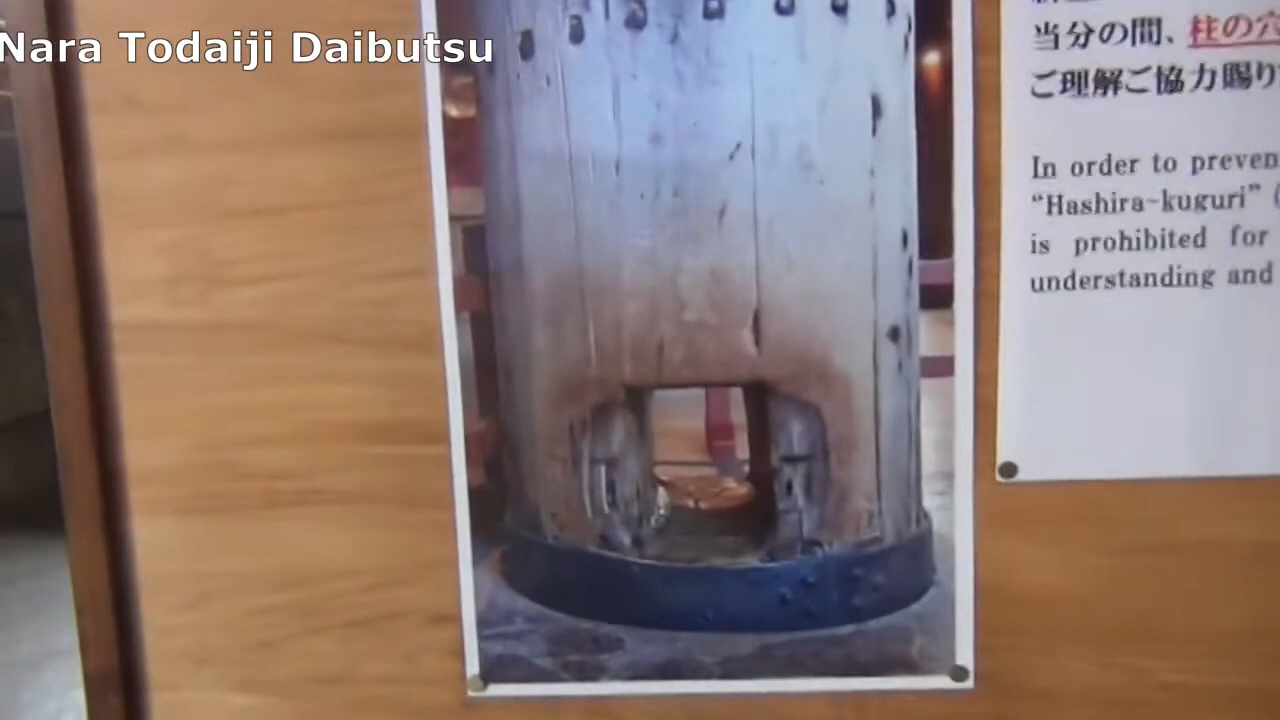 Nara Todaiji Daibutsu
当分の間、柱の穴
ご理解ご協力賜り
In order to preven
“Hashira-kuguri” (
is prohibited for
understanding and